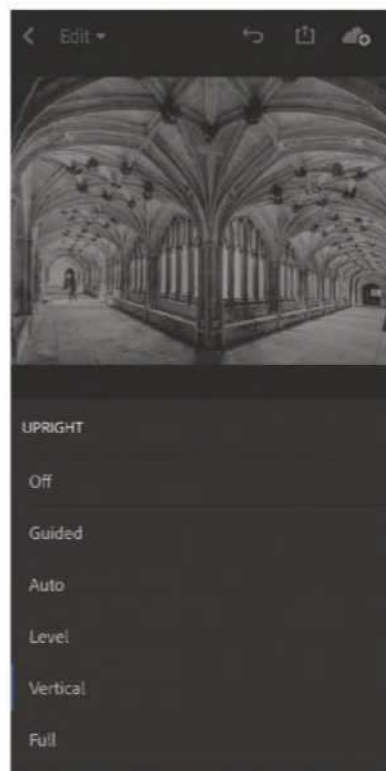 Edit
UPRIGHT
Off
Guided
Auto
Level
Vertical
Full